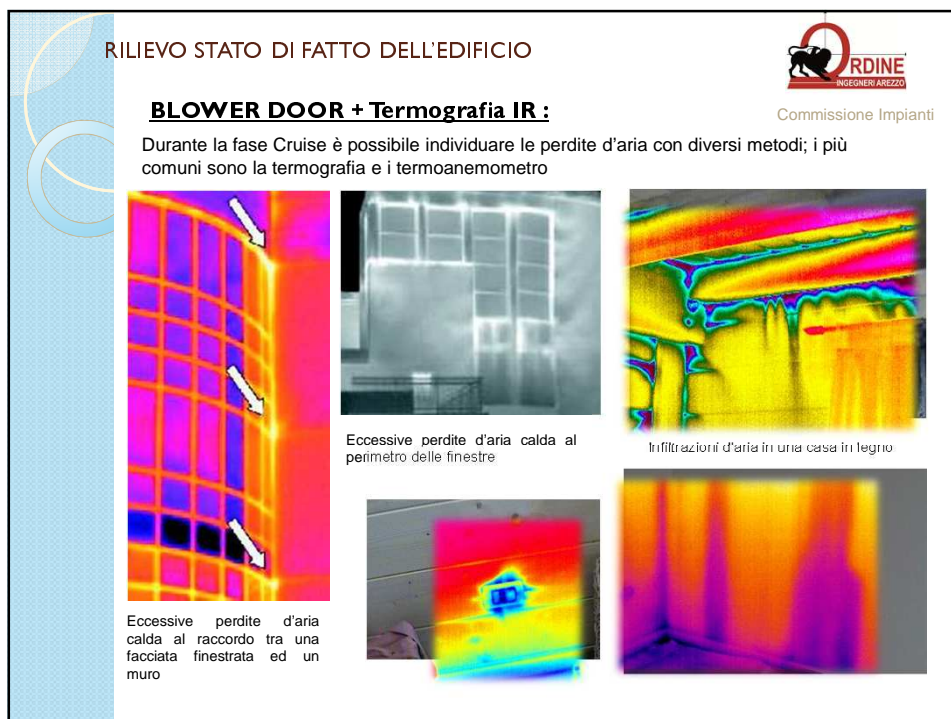 RILIEVO STATO DI FATTO DELL'EDIFICIO
ORDINE
INGEGNERI AREZZO
Commissione Impianti
BLOWER DOOR + Termografia IR :
Durante la fase Cruise è possibile individuare le perdite d'aria con diversi metodi; i più
comuni sono la termografia e i termoanemometro
Eccessive perdite d'aria calda al
perimetro delle finestre
Infiltrazioni d'aria in una casa in legno
Eccessive perdite d'aria
calda al raccordo tra una
facciata finestrata ed un
muro